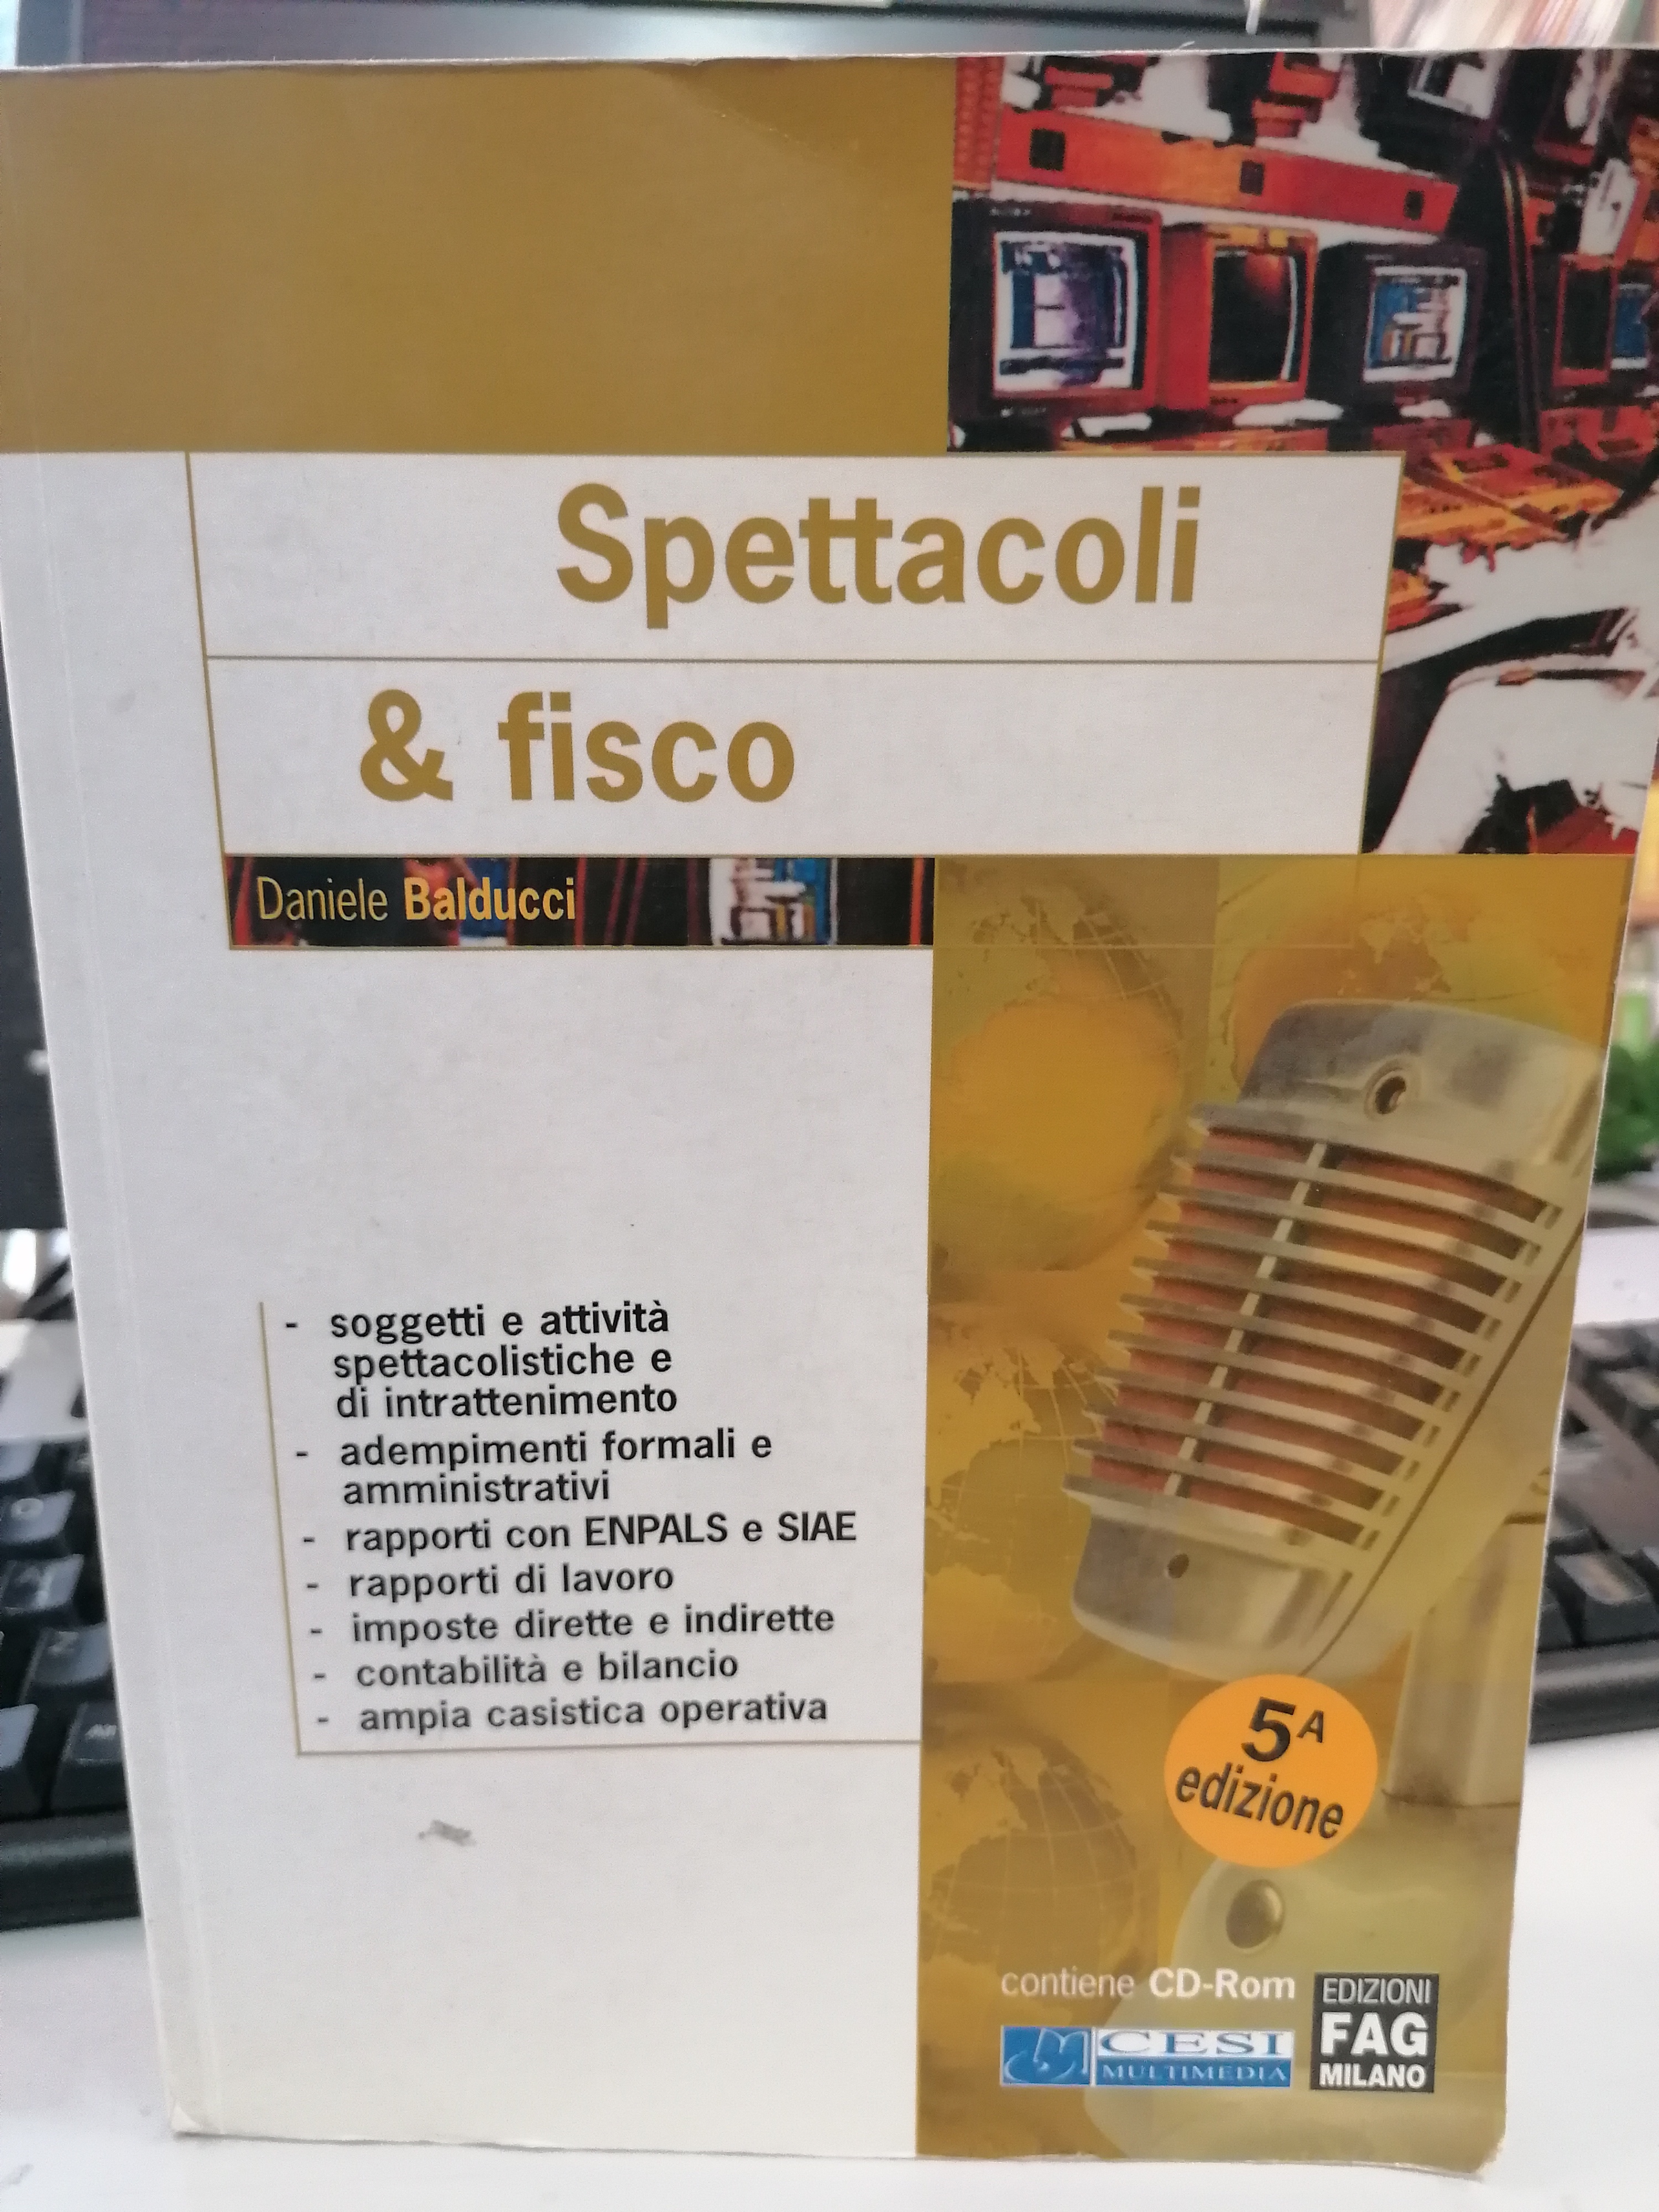 Spettacoli
& fisco
Daniele Balducci
- soggetti e attività
spettacolistiche e
di intrattenimento
- adempimenti formali e
amministrativi
- rapporti con ENPALS e SIAE
- rapporti di lavoro
- imposte dirette e indirette
- contabilità e bilancio
- ampia casistica operativa
5A
edizione
contiene CD-Rom
CESI
MULTIMEDIA
EDIZIONI
FAG
MILANO